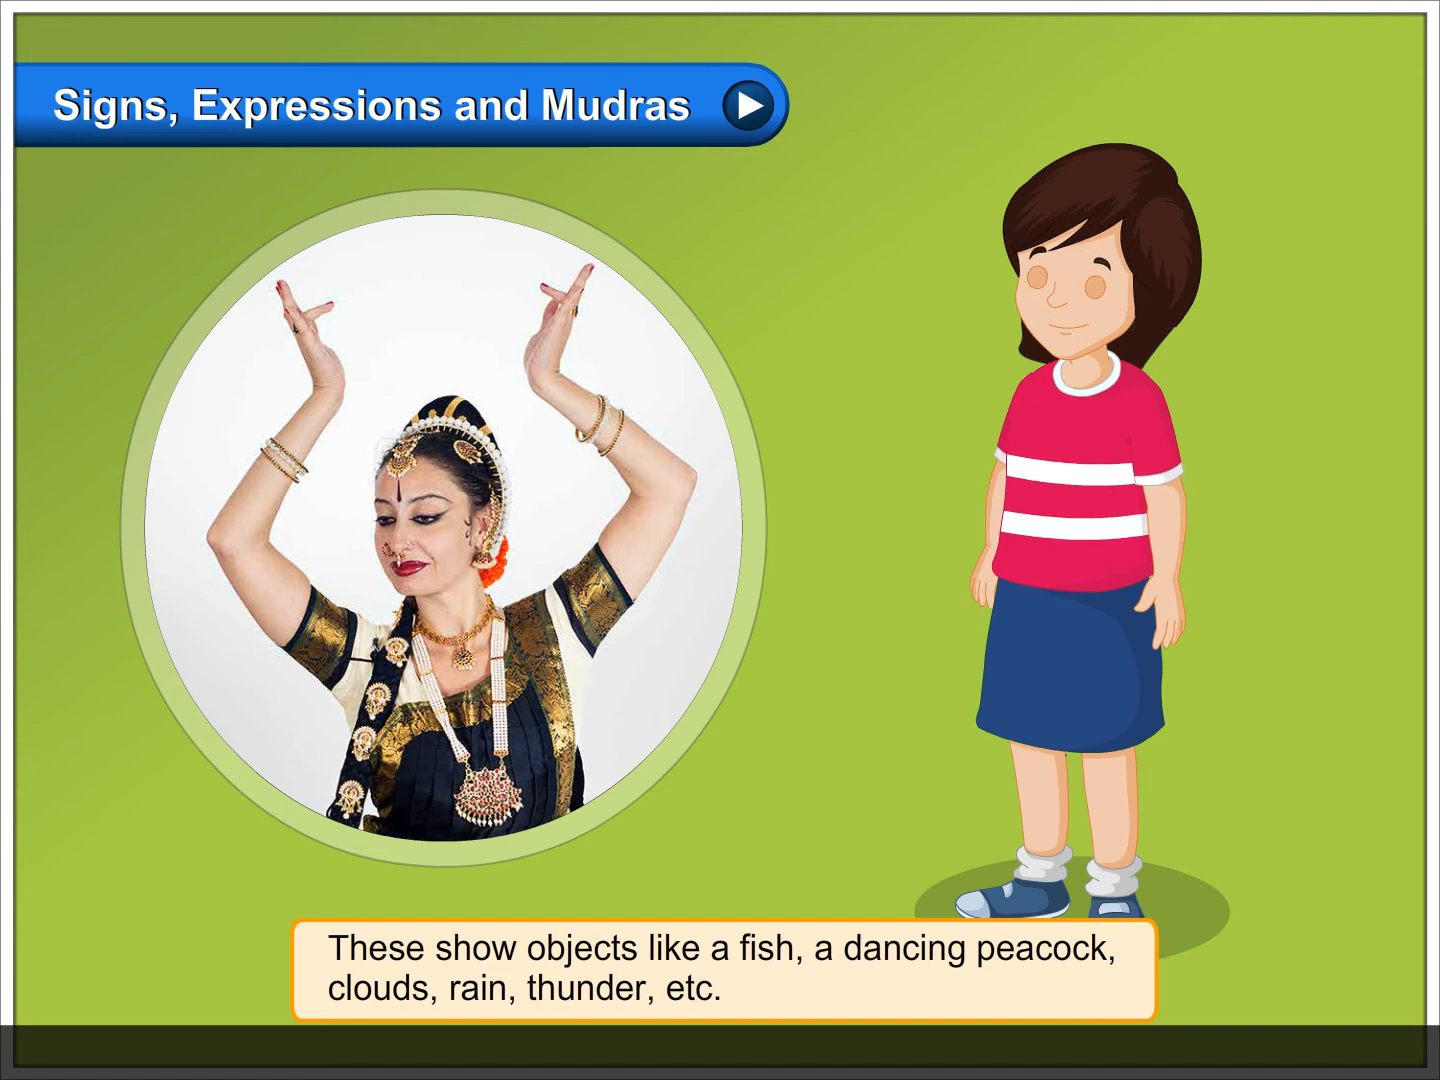 Signs, Expressions and Mudras
These show objects like a fish, a dancing peacock,
clouds, rain, thunder, etc.